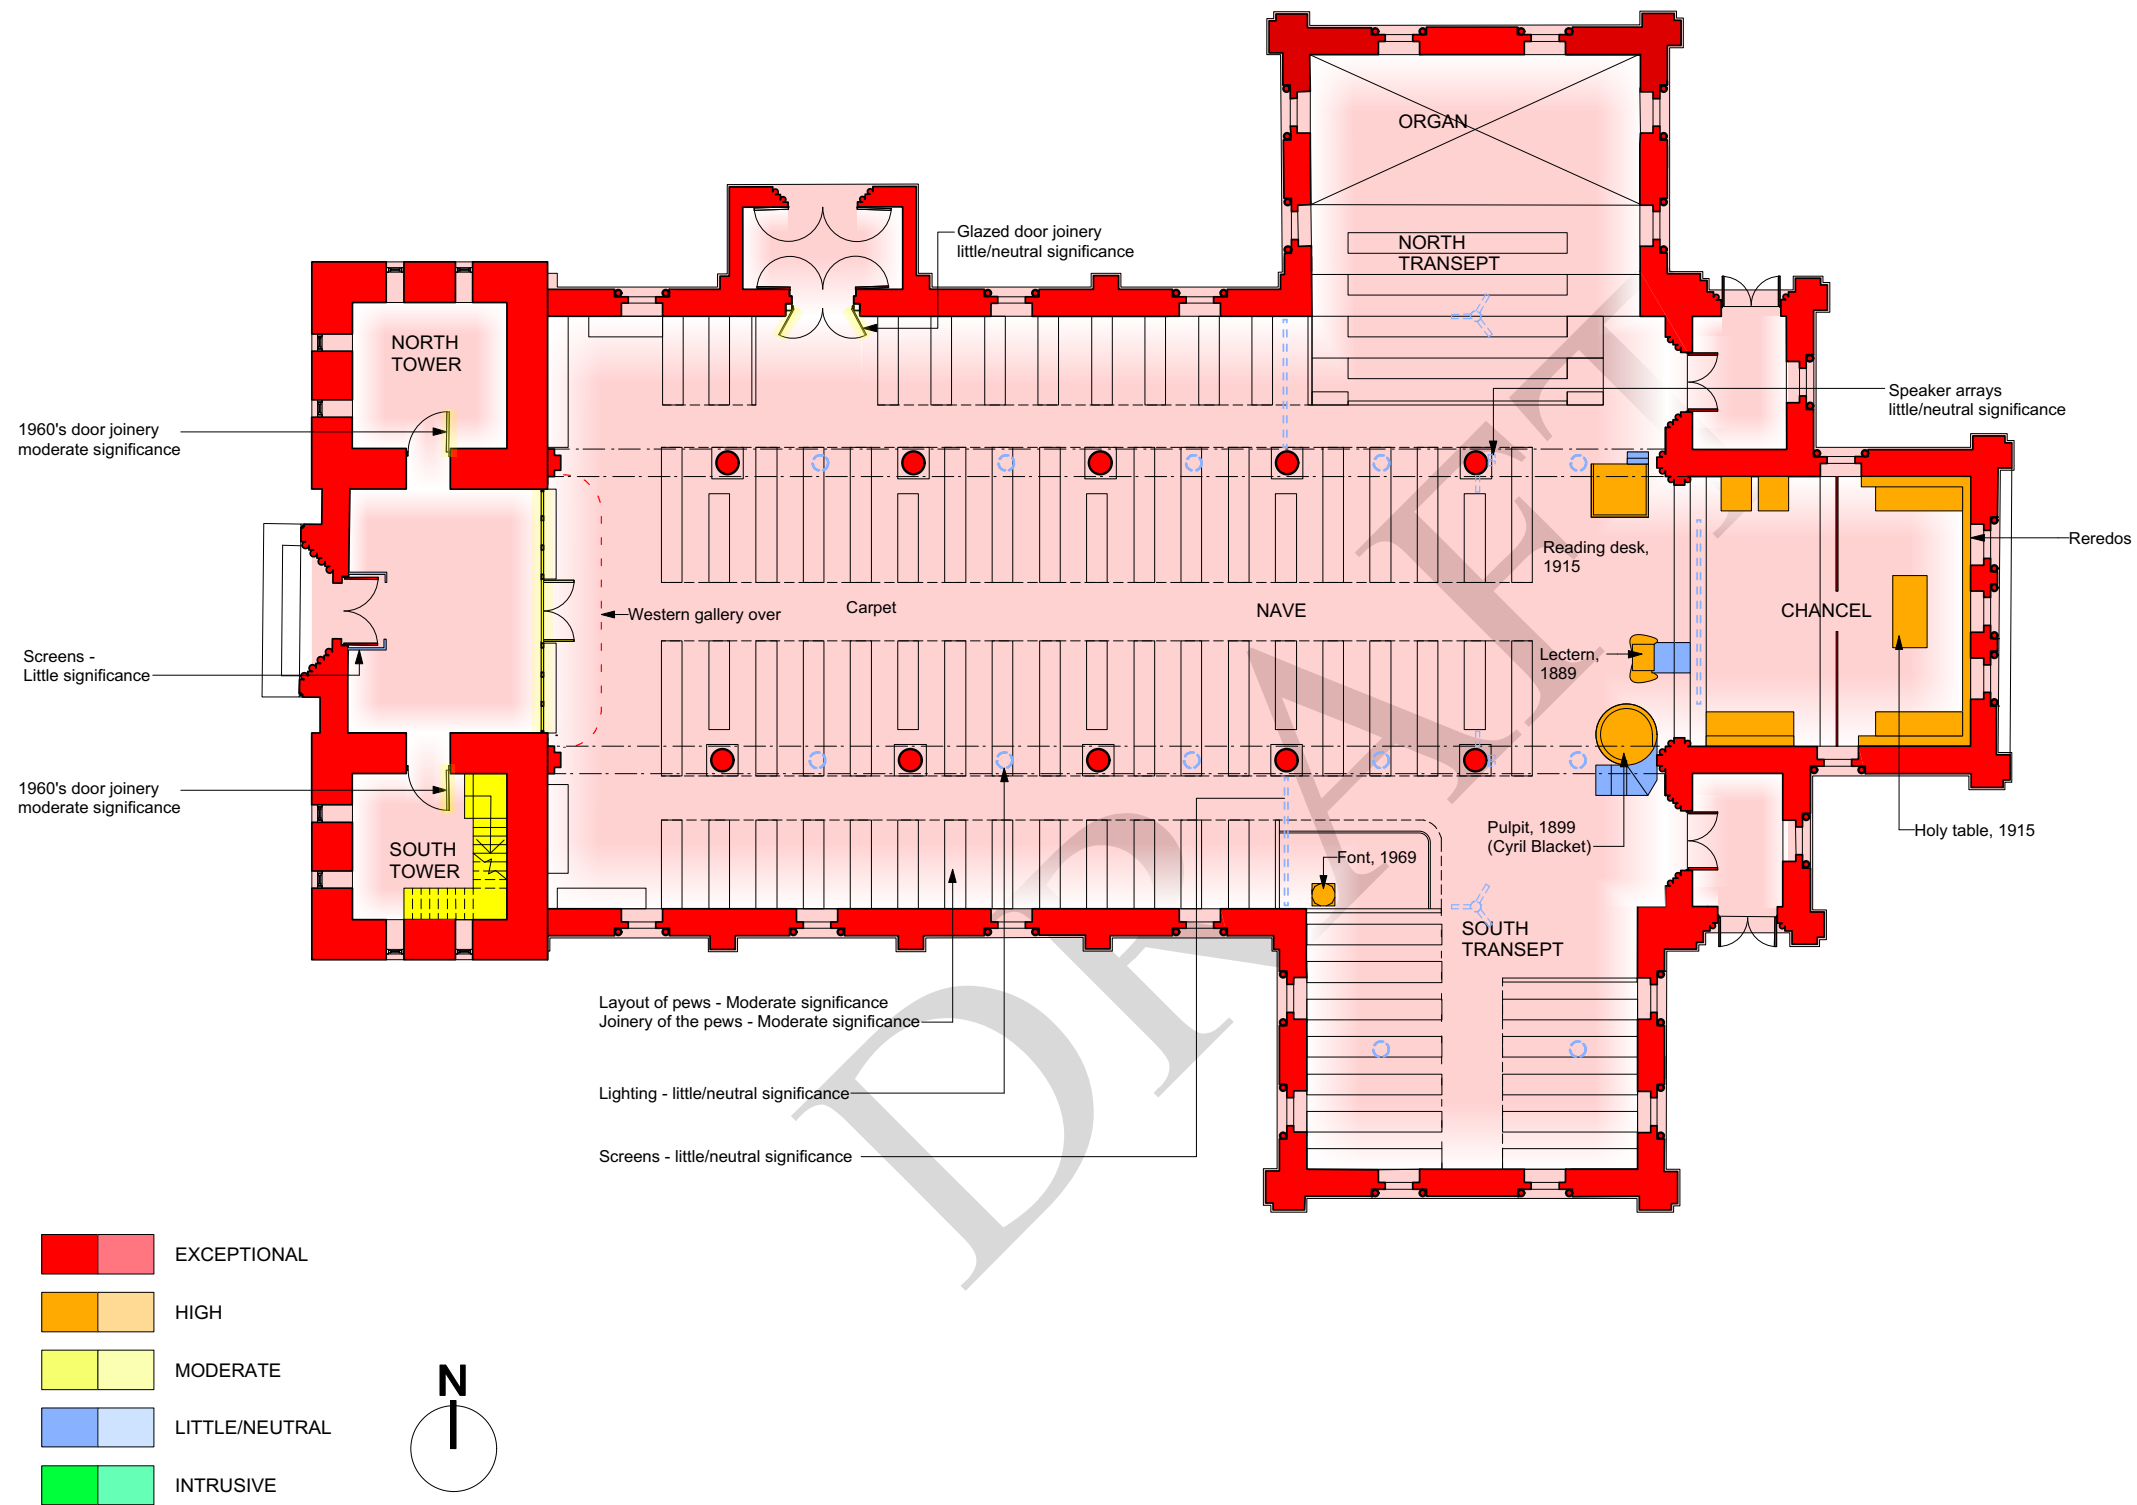 ORGAN
Glazed door joinery
little/neutral significance
NORTH
TRANSEPT
NORTH
TOWER
Speaker arrays
little/neutral significance
1960's door joinery
moderate significance
Reading desk,
1915
Reredos
Western gallery over
Carpet
NAVE
CHANCEL
Screens -
Little significance
Lectern,
1889
1960's door joinery
moderate significance
SOUTH
TOWER
Pulpit, 1899
(Cyril Blacket)
Holy table, 1915
Font, 1969
SOUTH
TRANSEPT
Layout of pews - Moderate significance
Joinery of the pews - Moderate significance
Lighting - little/neutral significance
Screens - little/neutral significance
DRAFT
EXCEPTIONAL
HIGH
MODERATE
LITTLE/NEUTRAL
INTRUSIVE
N